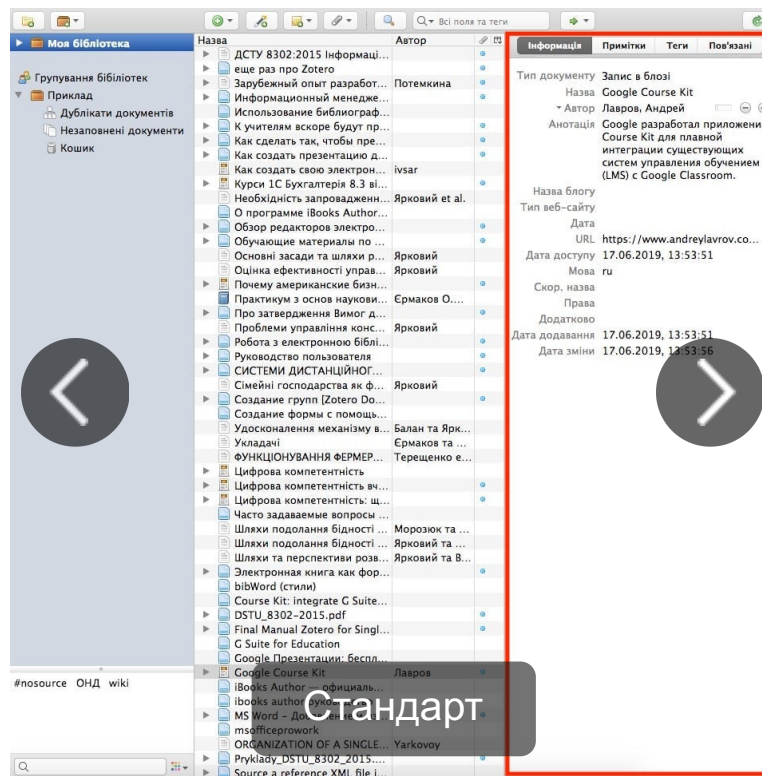 Всі поля та теги
Моя бібліотека
Групування бібіліотек
Приклад
Дублікати документів
Незаповнені документи
Кошик
#nosource ОНД wiki
Назва Автор
ДСТУ 8302:2015 Інформаці...
еще раз про Zotero
Зарубежный опыт разработ... Потемкина
Информационный менедже...
Использование библиограф...
К учителям вскоре будут пр...
Как сделать так, чтобы пре...
Как создать презентацию д...
Как создать свою электрон... ivsar
Курси 1С Бухгалтерія 8.3 ві...
Необхідність запровадженн... Ярковий et al.
О программе iBooks Author...
Обзор редакторов электро...
Обучающие материалы по ...
Основні засади та шляхи р... Ярковий
Оцінка ефективності управ... Ярковий
Почему американские бизн...
Практикум з основ наукови... Єрмаков О....
Про затвердження Вимог д...
Проблеми управління конс... Ярковий
Робота з електронною біблі...
Руководство пользователя
СИСТЕМИ ДИСТАНЦІЙНОГ...
Сімейні господарства як ф... Ярковий
Создание групп [Zotero Do...
Создание формы с помощь...
Удосконалення механізму в... Балан та Ярк...
Укладачі Єрмаков та ...
ФУНКЦІОНУВАННЯ ФЕРМЕР... Терещенко е...
Цифрова компетентність
Цифрова компетентність вч...
Цифрова компетентність: щ...
Часто задаваемые вопросы ...
Шляхи подолання бідності ... Морозюк та ...
Шляхи подолання бідності ... Ярковий та ...
Шляхи та перспективи розв... Ярковий та В...
Электронная книга как фор...
bibWord (стили)
Course Kit: integrate G Suite...
DSTU_8302-2015.pdf
Final Manual Zotero for Singl...
G Suite for Education
Google Презентации: беспл...
Google Course Kit Лавров
iBooks Author — официаль...
ibooks author руководство
MS Word –
msofficeprowork
ORGANIZATION OF A SINGLE... Yarkovoy
Pryklady_DSTU_8302_2015....
Source a reference XML file i...
Інформація Примітки Теги Пов'язані
Тип документу Запис в блозі
Назва Google Course Kit
Автор Лавров, Андрей
Анотація Google разработал приложени
Course Kit для плавной
интеграции существующих
систем управления обучением
(LMS) с Google Classroom.
Назва блогу
Тип веб-сайту
Дата
URL https://www.andreylavrov.co...
Дата доступу 17.06.2019, 13:53:51
Мова ru
Скор. назва
Права
Додатково
Дата додавання 17.06.2019, 13:53:51
Дата зміни 17.06.2019, 13:53:56
Стандарт